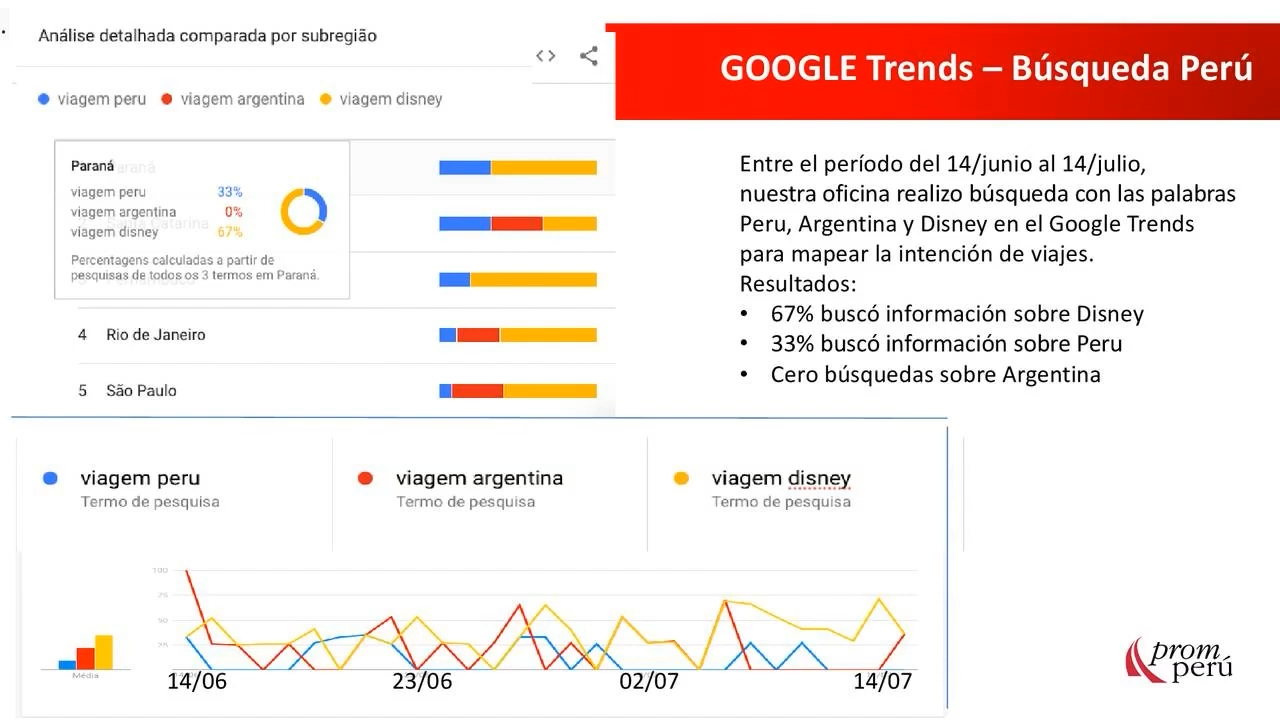 Análise detalhada comparada por subregião
<>
viagem peru viagem argentina viagem disney
Paraná
viagem peru 33%
viagem argentina 0%
viagem disney 67%
Percentagens calculadas a partir de
pesquisas de todos os 3 termos em Paraná.
4 Rio de Janeiro
5 São Paulo
GOOGLE Trends – Búsqueda Perú
Entre el período del 14/junio al 14/julio,
nuestra oficina realizo búsqueda con las palabras
Peru, Argentina y Disney en el Google Trends
para mapear la intención de viajes.
Resultados:
• 67% buscó información sobre Disney
• 33% buscó información sobre Peru
• Cero búsquedas sobre Argentina
viagem peru
Termo de pesquisa
viagem argentina
Termo de pesquisa
viagem disney
Termo de pesquisa
100
75
50
25
Média
14/06 23/06 02/07 14/07
prom
perú